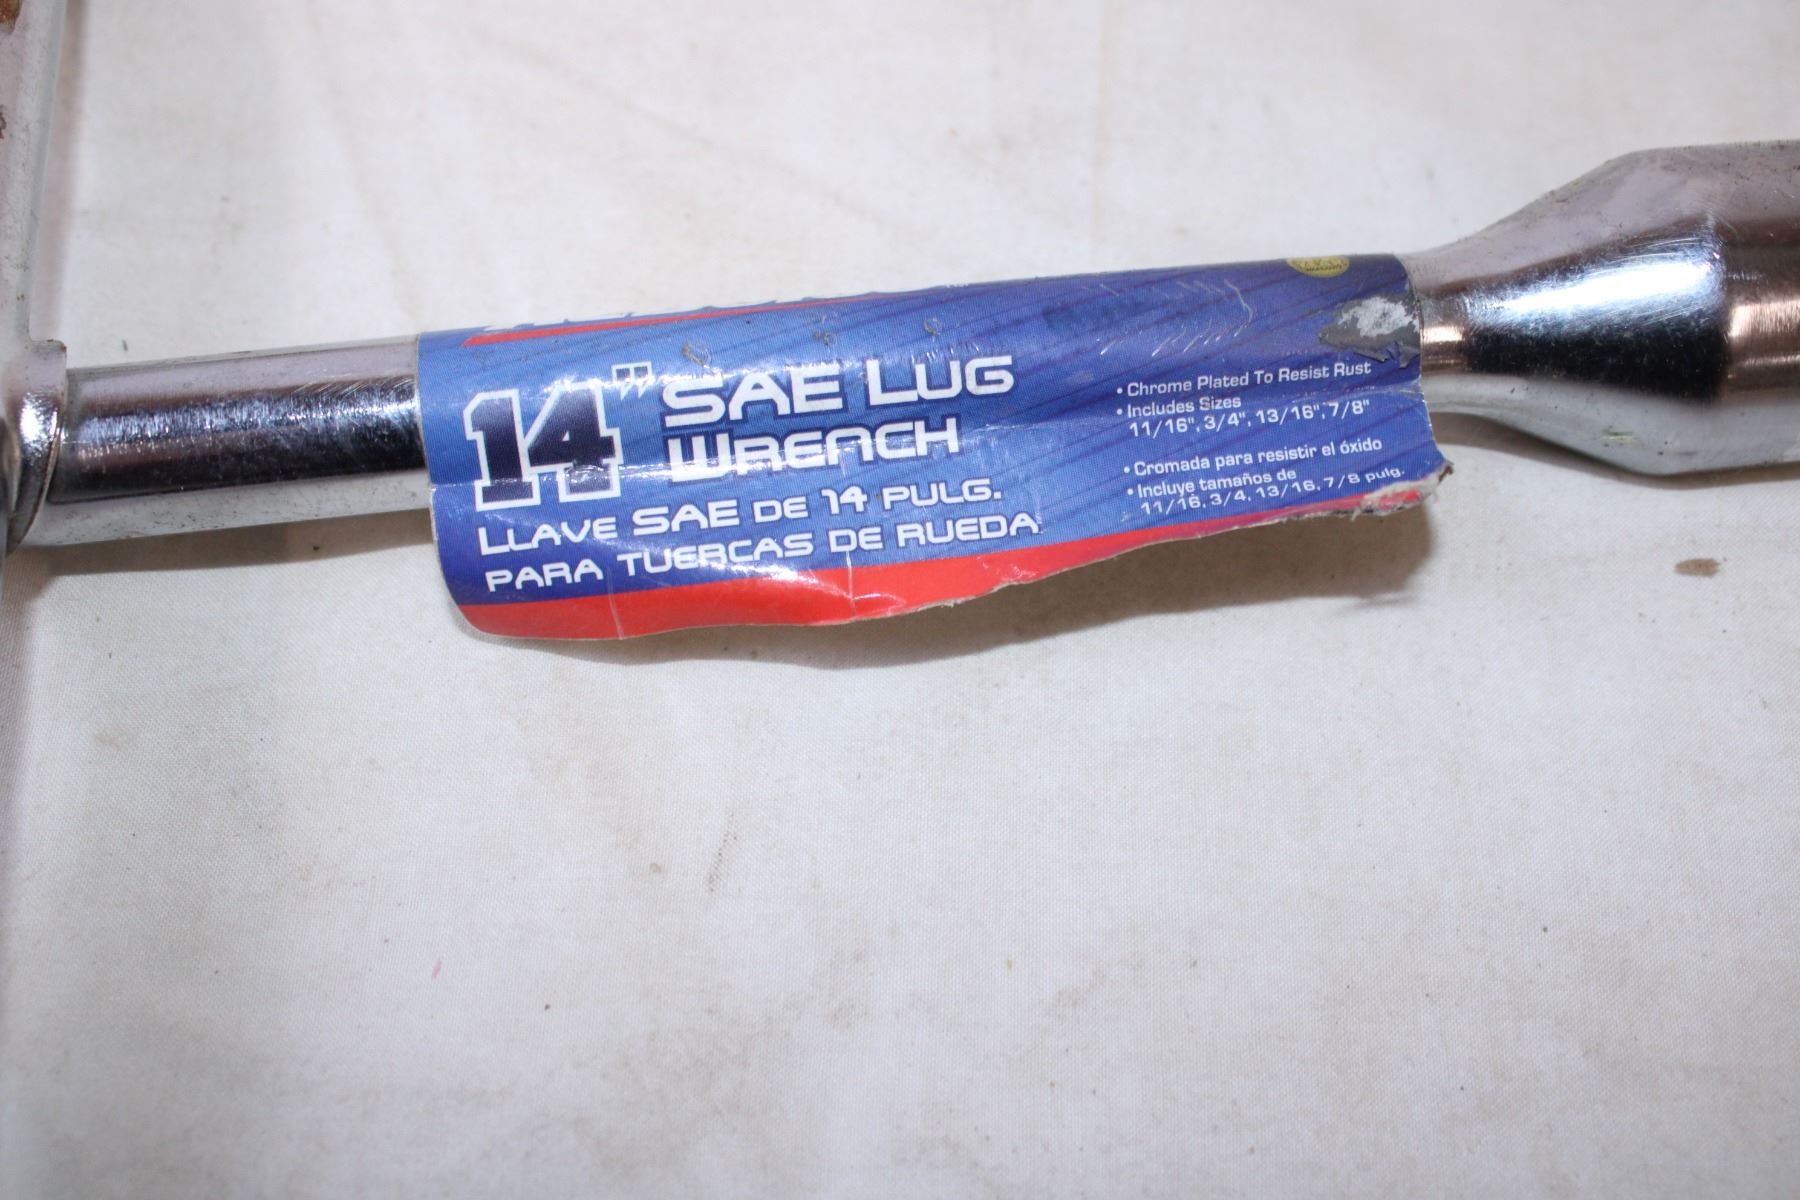 14" SAE LUG
WRENCH
LLAVE SAE DE 14 PULG.
PARA TUERCAS DE RUEDA
• Chrome Plated To Resist Rust
• Includes Sizes
11/16", 3/4", 13/16", 7/8"
• Cromada para resistir el óxido
• Incluye tamaños de
11/16, 3/4, 13/16, 7/8 pulg.